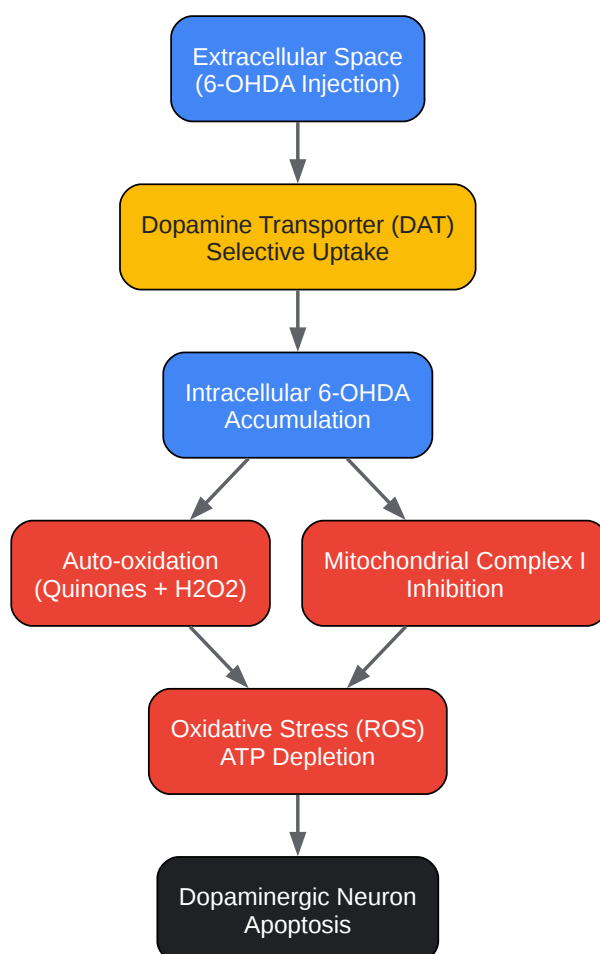 Extracellular Space
(6-OHDA Injection)
Dopamine Transporter (DAT)
Selective Uptake
Intracellular 6-OHDA
Accumulation
Auto-oxidation
(Quinones + H2O2)
Mitochondrial Complex I
Inhibition
Oxidative Stress (ROS)
ATP Depletion
Dopaminergic Neuron
Apoptosis